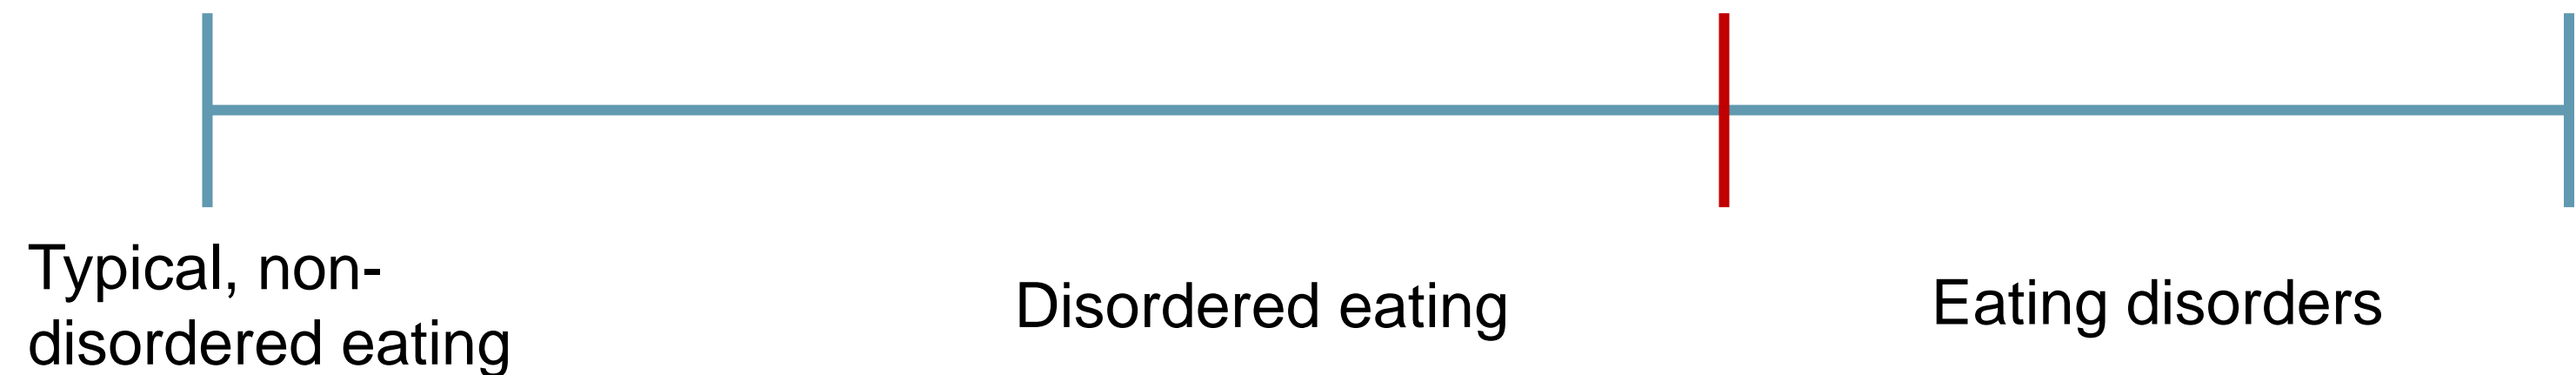 Typical, non-
disordered eating
Disordered eating
Eating disorders